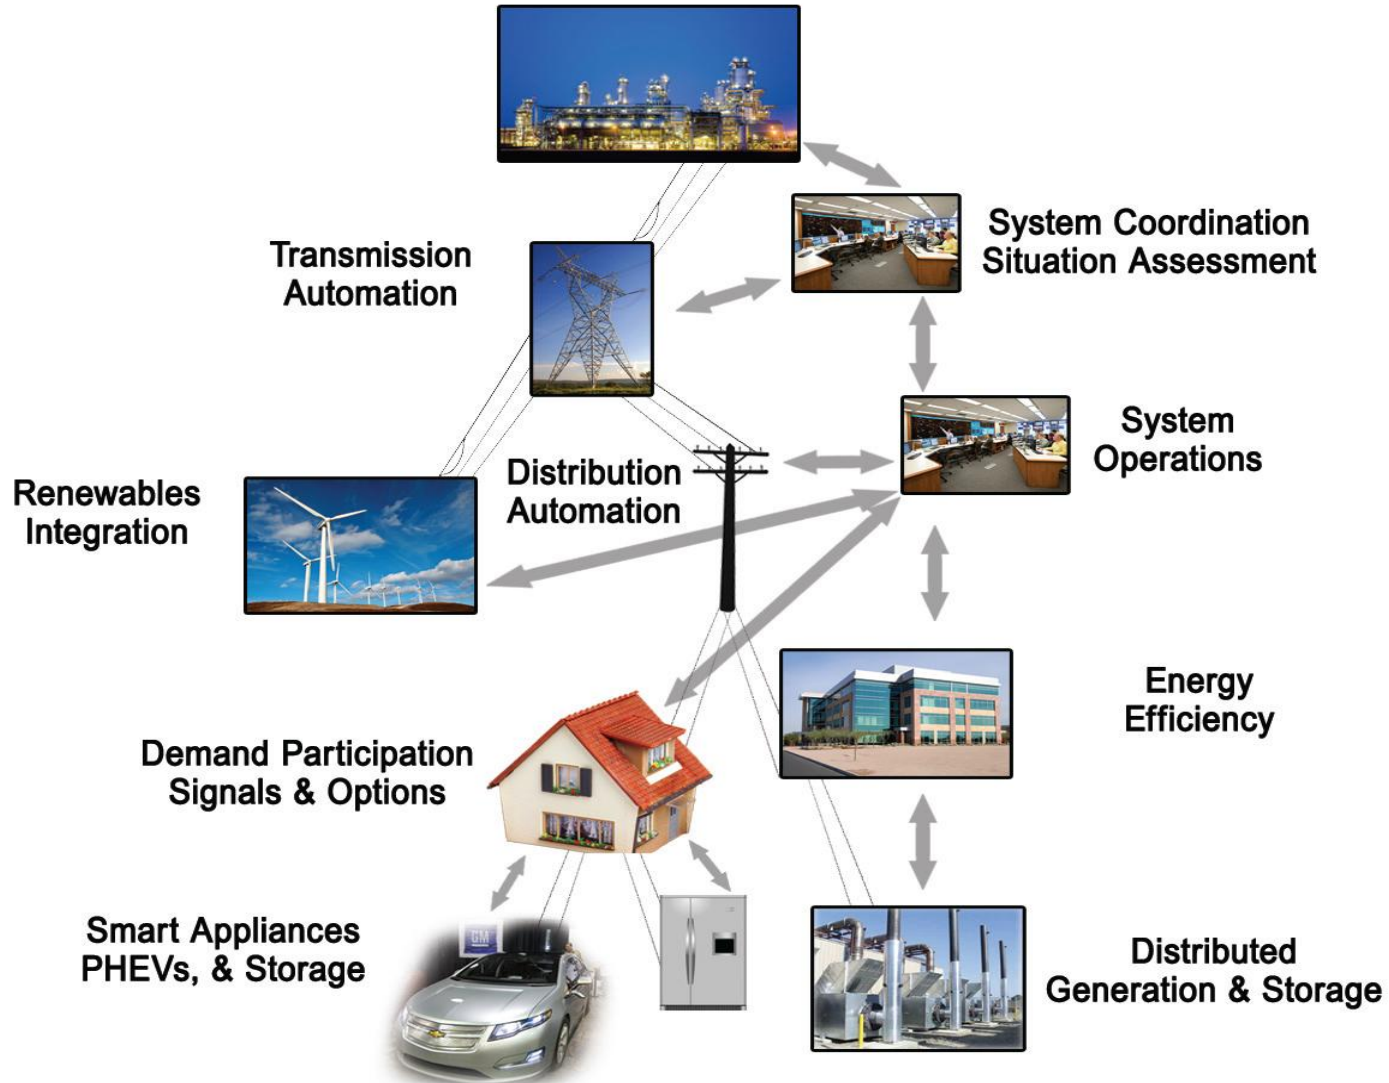 System Coordination
Situation Assessment
Transmission
Automation
System
Operations
Distribution
Automation
Renewables
Integration
Energy
Efficiency
Demand Participation
Signals & Options
Smart Appliances
PHEVs, & Storage
GM
Distributed
Generation & Storage